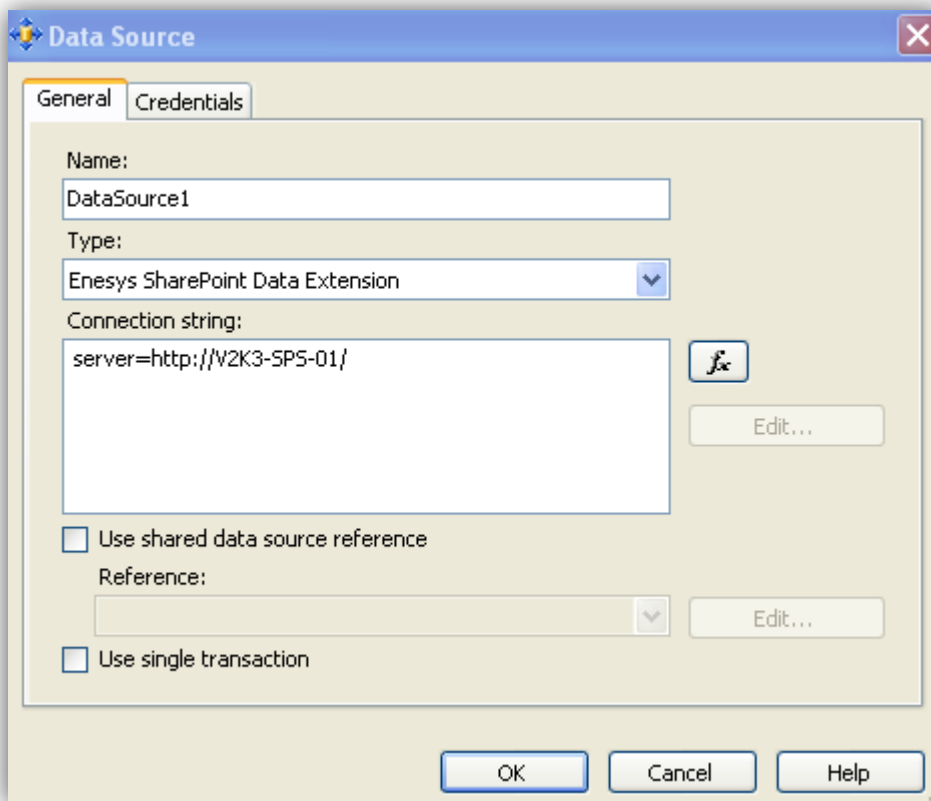 Data Source
General Credentials
Name:
DataSource1
Type:
Enesys SharePoint Data Extension
Connection string:
server=http://V2K3-SPS-01/
fx
Edit...
Use shared data source reference
Reference:
Edit...
Use single transaction
OK Cancel Help